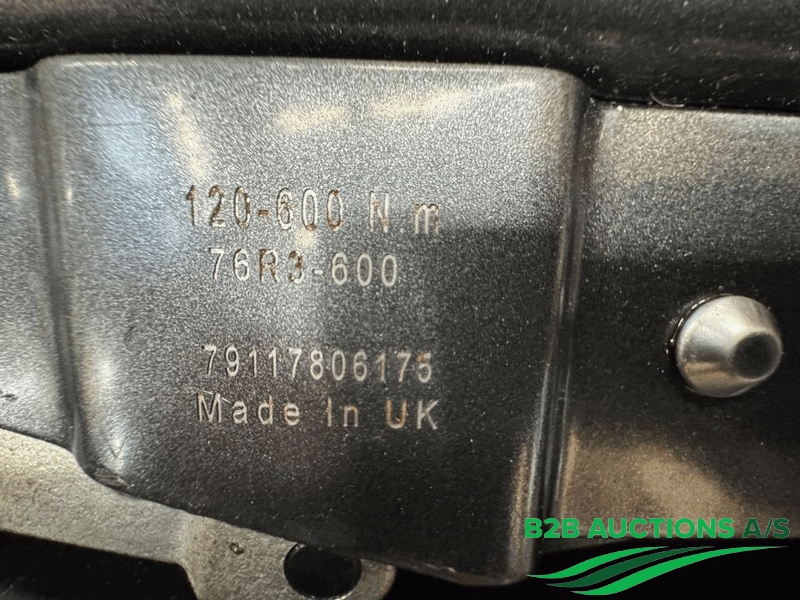 120-600 N.m
76R3-600
79117806175
Made In UK
B2B AUCTIONS A/S